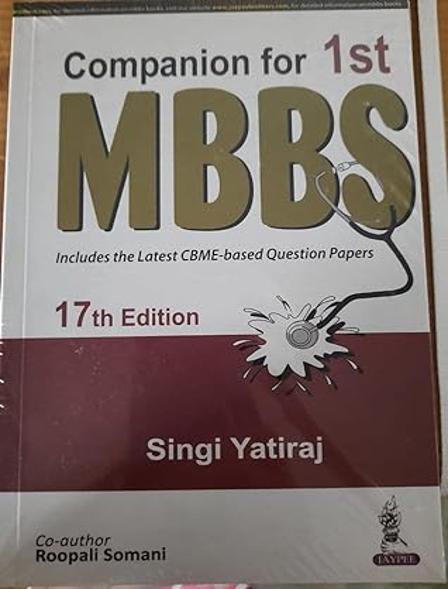 Companion for 1st
MBBS
Includes the Latest CBME-based Question Papers
17th Edition
Singi Yatiraj
Co-author
Roopali Somani
JAYPEE